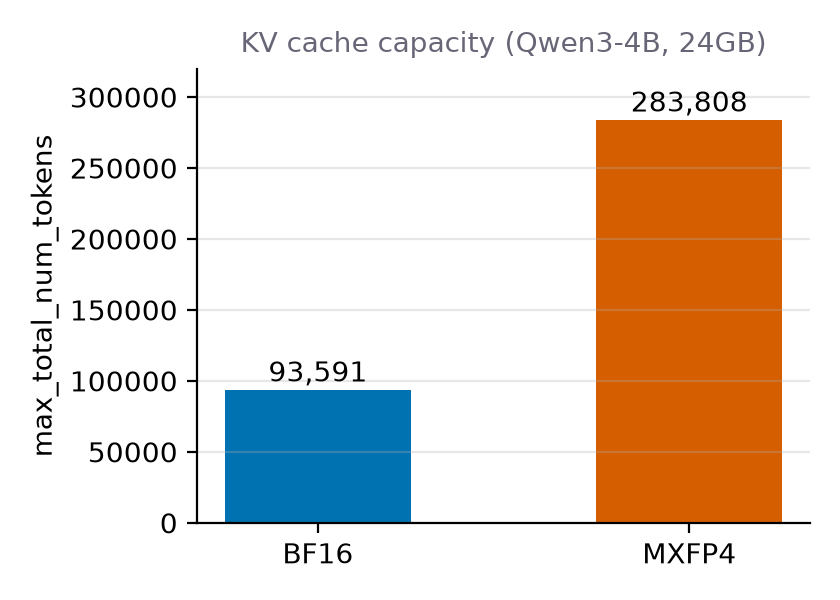 KV cache capacity (Qwen3-4B, 24GB)
max_total_num_tokens
300000
250000
200000
150000
100000
50000
0
283,808
93,591
BF16
MXFP4